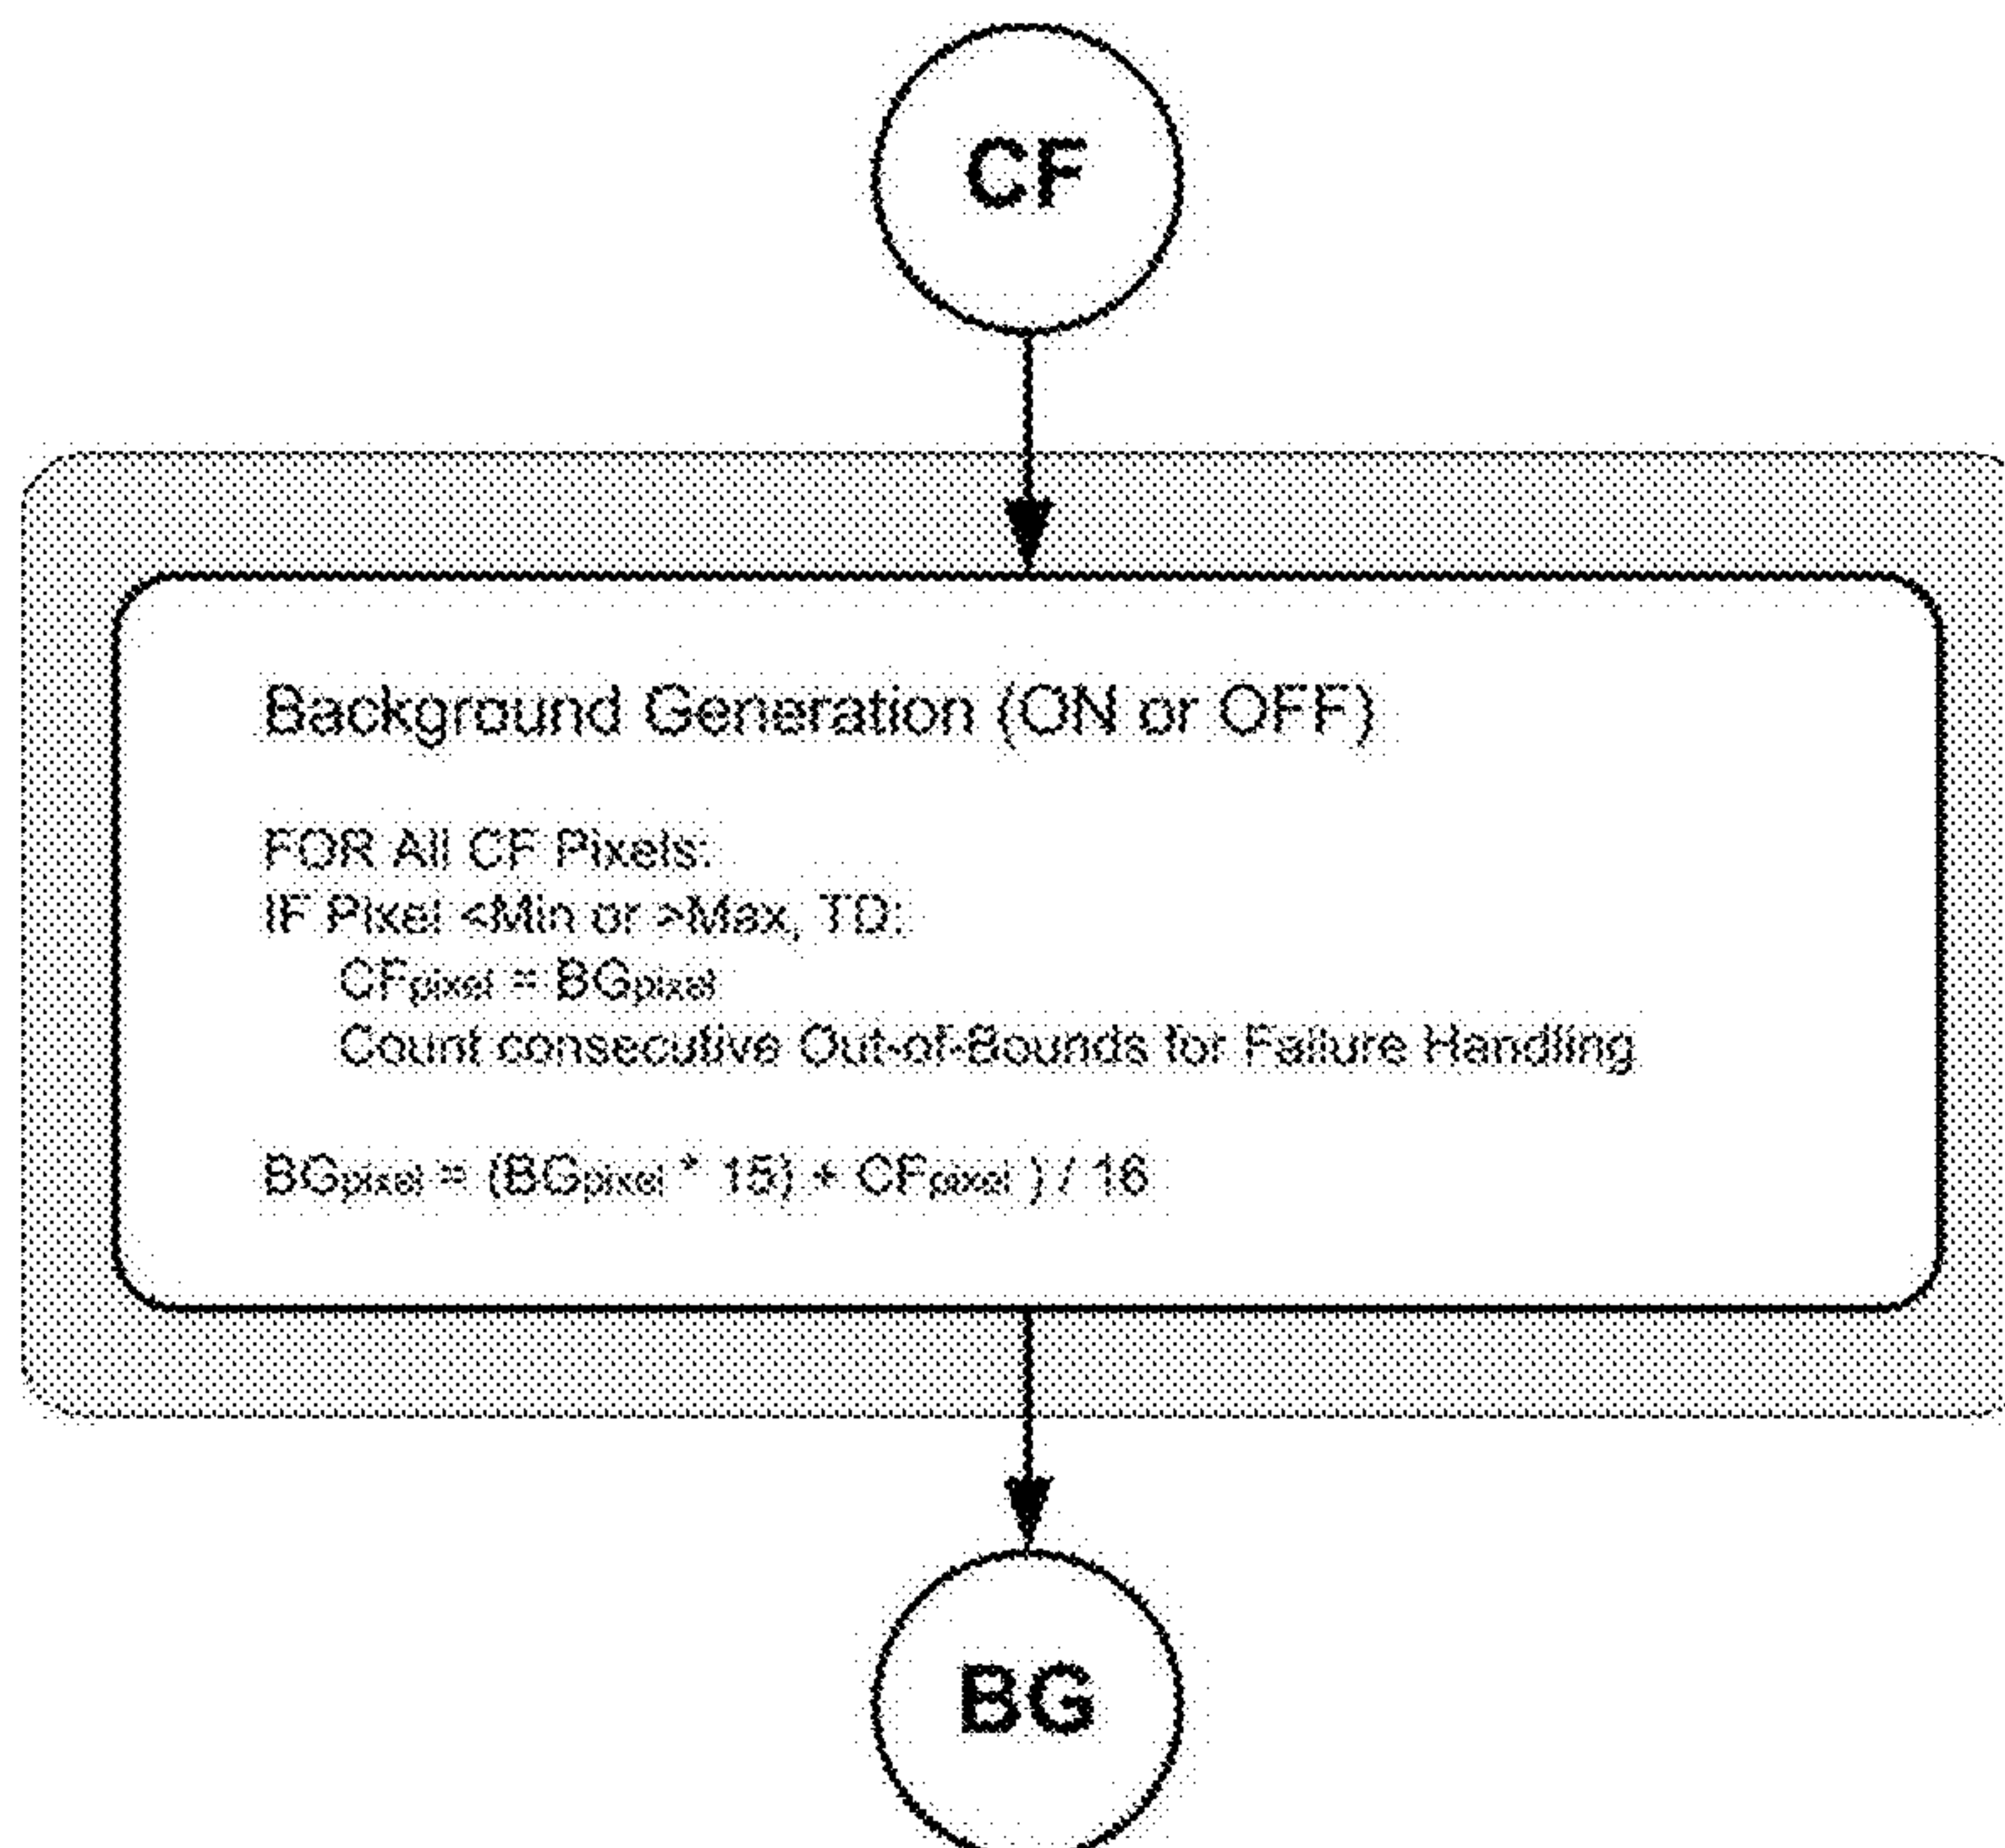 CF
Background Generation (ON or OFF)
FOR All CF Pixels:
IF Pixel <Min or >Max, TD:
CFpixel = BGpixel
Count consecutive Out-of-Bounds for Failure Handling
BGpixel = (BGpixel * 15) + CFpixel ) / 16
BG